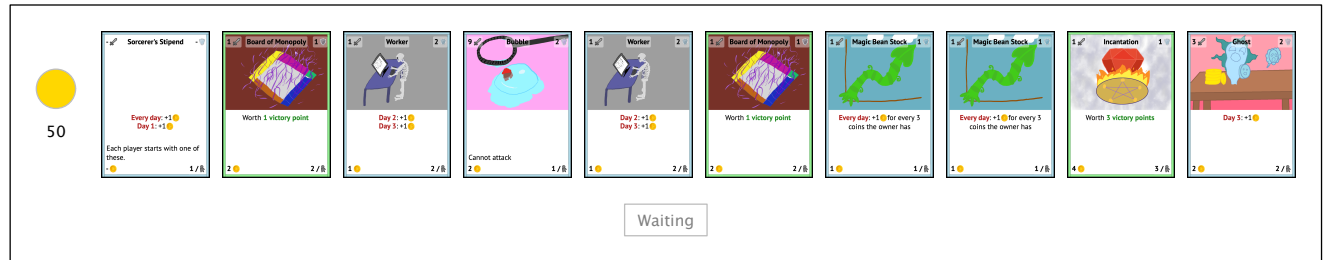 50
- Sorcerer's Stipend -
Every day: +1
Day 1: +1
Each player starts with one of
these.
- 1 /
1 Board of Monopoly 1
Worth 1 victory point
2 2 /
1 Worker 2
Day 2: +1
Day 3: +1
1 2 /
9 Bubble 2
Cannot attack
2 1 /
1 Worker 2
Day 2: +1
Day 3: +1
1 2 /
1 Board of Monopoly 1
Worth 1 victory point
2 2 /
1 Magic Bean Stock 1
Every day: +1 for every 3
coins the owner has
1 1 /
1 Magic Bean Stock 1
Every day: +1 for every 3
coins the owner has
1 1 /
1 Incantation 1
Worth 3 victory points
4 3 /
3 Ghost 2
Day 3: +1
2 2 /
Waiting